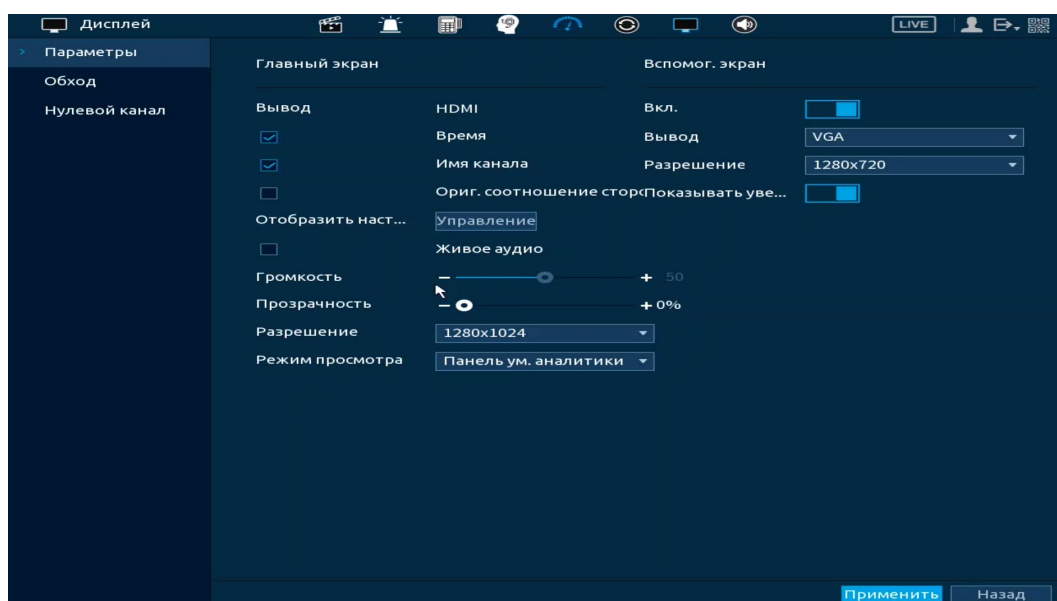 Дисплей LIVE
Параметры
Обход
Нулевой канал
Главный экран
Вывод HDMI
Время
Имя канала
Ориг. соотношение стор
Отобразить наст... Управление
Живое аудио
Громкость 50
Прозрачность 0%
Разрешение 1280x1024
Режим просмотра Панель ум. аналитики
Вспомог. экран
Вкл.
Вывод VGA
Разрешение 1280x720
Показывать уве...
Применить Назад